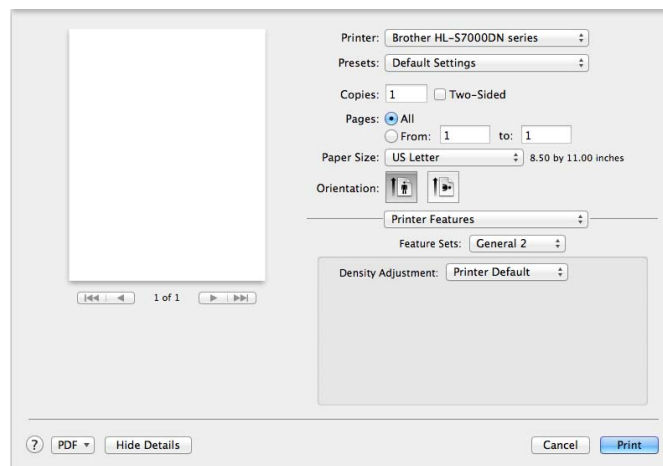 Printer: Brother HL-S7000DN series
Presets: Default Settings
Copies: 1 Two-Sided
Pages: All
From: 1 to: 1
Paper Size: US Letter 8.50 by 11.00 inches
Orientation:
Printer Features
Feature Sets: General 2
Density Adjustment: Printer Default
1 of 1
? PDF Hide Details Cancel Print